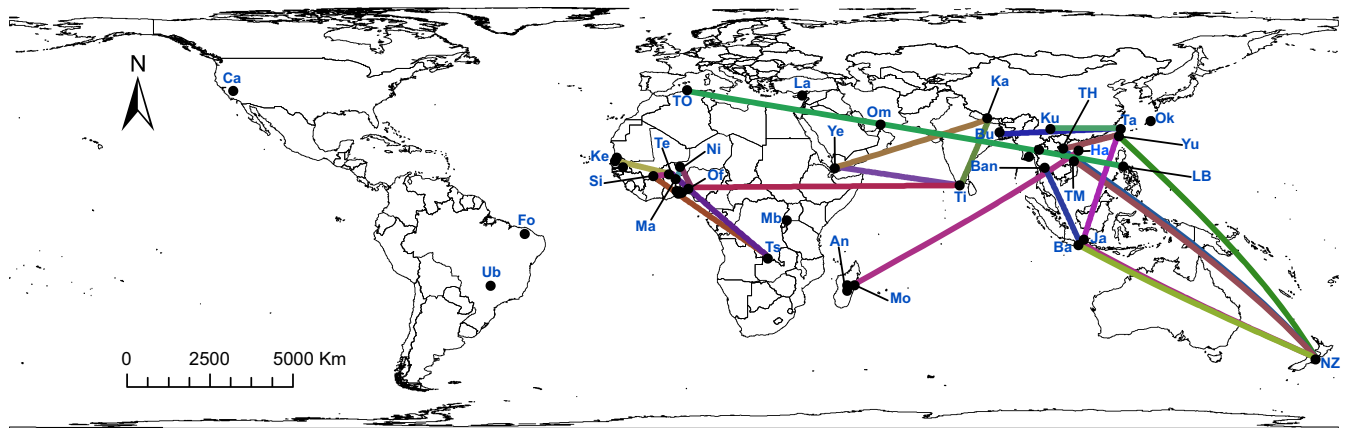 N
Ca
La
Ka
TO
TH
Om
Ku
Ta
Ok
Ye
Bu
Te
Ni
Ha
Yu
Ke
Ban
Of
LB
Si
Ti
TM
Ma
Mb
Fo
An
Ts
Ba
Ja
Ub
Mo
0 2500 5000 Km
NZ